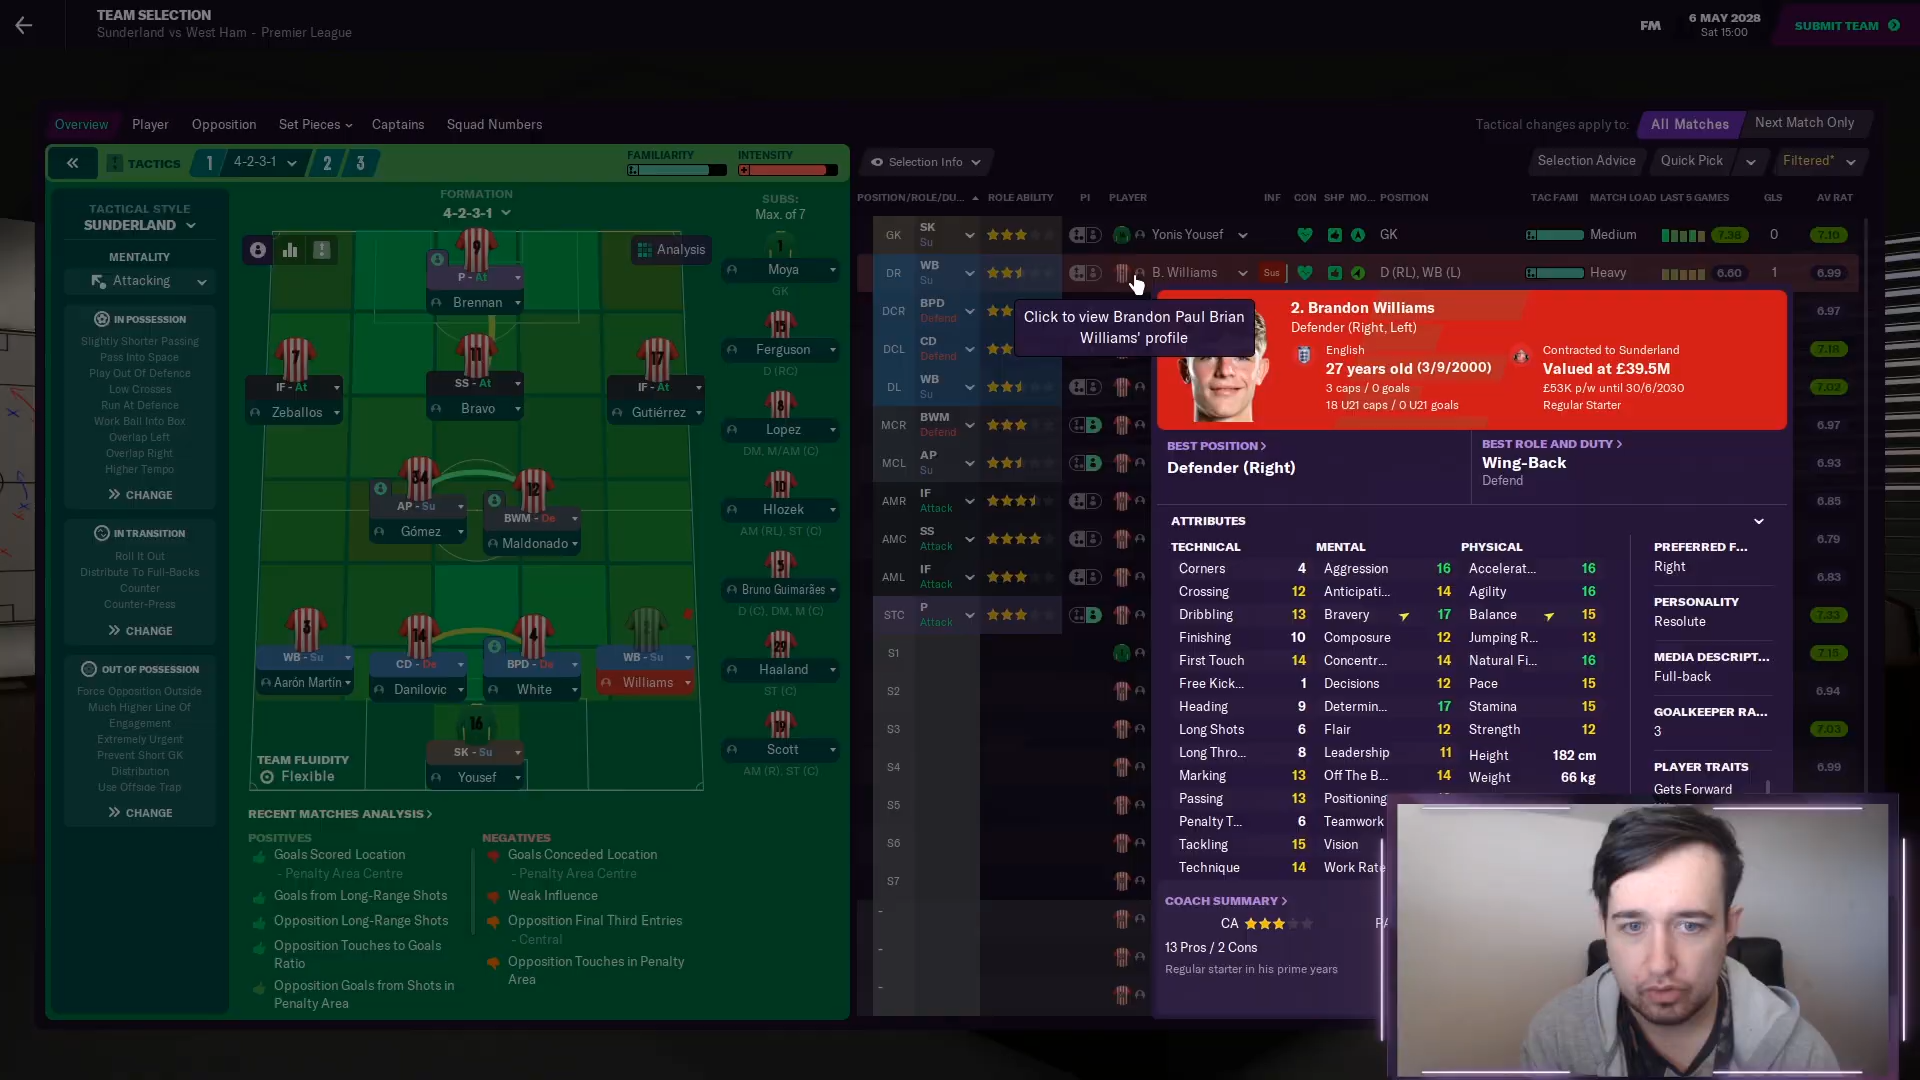 TEAM SELECTION
Sunderland vs West Ham - Premier League
FM
6 MAY 2028
Sat 15:00
SUBMIT TEAM
Overview Player Opposition Set Pieces Captains Squad Numbers
Tactical changes apply to: All Matches Next Match Only
TACTICS 1 4-2-3-1 2 3
FAMILIARITY INTENSITY
Selection Info
Selection Advice Quick Pick Filtered*
TACTICAL STYLE
SUNDERLAND
MENTALITY
Attacking
IN POSSESSION
Slightly Shorter Passing
Pass Into Space
Play Out Of Defence
Low Crosses
Run At Defence
Work Ball Into Box
Overlap Left
Overlap Right
Higher Tempo
CHANGE
IN TRANSITION
Roll It Out
Distribute To Full-Backs
Counter
Counter-Press
CHANGE
OUT OF POSSESSION
Force Opposition Outside
Much Higher Line Of
Engagement
Extremely Urgent
Prevent Short GK
Distribution
Use Offside Trap
CHANGE
FORMATION
4-2-3-1
Analysis
9
P - At
Brennan
7
IF - At
Zeballos
11
SS - At
Bravo
17
IF - At
Gutiérrez
34
AP - Su
Gómez
12
BWM - De
Maldonado
3
WB - Su
Aarón Martín
14
CD - De
Danilovic
4
BPD - De
White
WB - Su
Williams
16
SK - Su
Yousef
TEAM FLUIDITY
Flexible
SUBS:
Max. of 7
1
Moya
GK
Ferguson
D (RC)
8
Lopez
DM, M/AM (C)
10
Hlozek
AM (RL), ST (C)
5
Bruno Guimarães
D (C), DM, M (C)
Haaland
ST (C)
19
Scott
AM (R), ST (C)
RECENT MATCHES ANALYSIS
POSITIVES
Goals Scored Location
- Penalty Area Centre
Goals from Long-Range Shots
Opposition Long-Range Shots
Opposition Touches to Goals
Ratio
Opposition Goals from Shots in
Penalty Area
NEGATIVES
Goals Conceded Location
- Penalty Area Centre
Weak Influence
Opposition Final Third Entries
- Central
Opposition Touches in Penalty
Area
POSITION/ROLE/DU... ROLE ABILITY PI PLAYER INF CON SHP MO... POSITION TAC FAMI MATCH LOAD LAST 5 GAMES GLS AV RAT
GK SK Su Yonis Yousef GK Medium 7.38 0 7.10
DR WB Su B. Williams Sus D (RL), WB (L) Heavy 6.60 1 6.99
DCR BPD Defend 6.97
DCL CD Defend 7.18
DL WB Su 7.02
MCR BWM Defend 6.97
MCL AP Su 6.93
AMR IF Attack 6.85
AMC SS Attack 6.79
AML IF Attack 6.83
STC P Attack 7.33
S1 7.15
S2 6.94
S3 7.03
S4 6.99
S5
S6
S7
-
-
-
Click to view Brandon Paul Brian
Williams' profile
2. Brandon Williams
Defender (Right, Left)
English
27 years old (3/9/2000)
3 caps / 0 goals
18 U21 caps / 0 U21 goals
Contracted to Sunderland
Valued at £39.5M
£53K p/w until 30/6/2030
Regular Starter
BEST POSITION
Defender (Right)
BEST ROLE AND DUTY
Wing-Back
Defend
ATTRIBUTES
TECHNICAL
Corners 4
Crossing 12
Dribbling 13
Finishing 10
First Touch 14
Free Kick... 1
Heading 9
Long Shots 6
Long Thro... 8
Marking 13
Passing 13
Penalty T... 6
Tackling 15
Technique 14
MENTAL
Aggression 16
Anticipati... 14
Bravery 17
Composure 12
Concentr... 14
Decisions 12
Determin... 17
Flair 12
Leadership 11
Off The B... 14
Positioning
Teamwork
Vision
Work Rate
PHYSICAL
Accelerat... 16
Agility 16
Balance 15
Jumping R... 13
Natural Fi... 16
Pace 15
Stamina 15
Strength 12
Height 182 cm
Weight 66 kg
PREFERRED F...
Right
PERSONALITY
Resolute
MEDIA DESCRIPT...
Full-back
GOALKEEPER RA...
3
PLAYER TRAITS
Gets Forward
COACH SUMMARY
CA
13 Pros / 2 Cons
Regular starter in his prime years